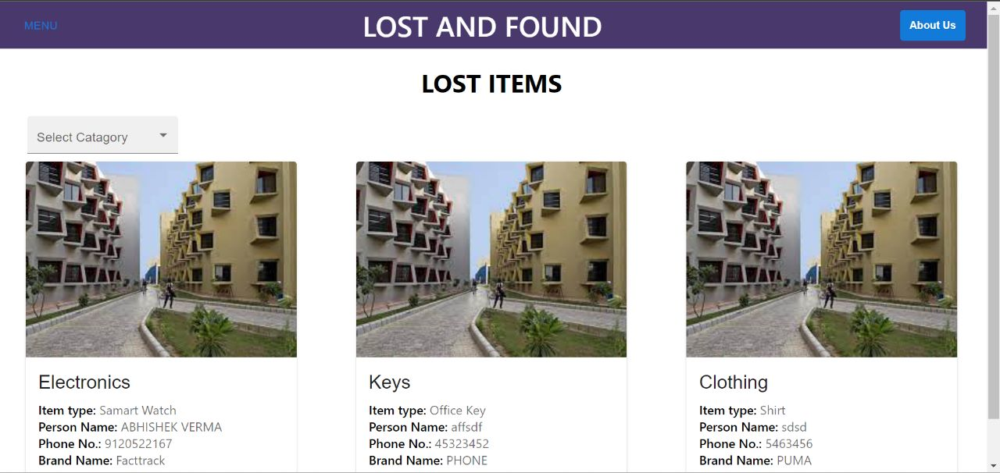 MENU
LOST AND FOUND
About Us
LOST ITEMS
Select Catagory
Electronics
Item type: Samart Watch
Person Name: ABHISHEK VERMA
Phone No.: 9120522167
Brand Name: Facttrack
Keys
Item type: Office Key
Person Name: affsdf
Phone No.: 45323452
Brand Name: PHONE
Clothing
Item type: Shirt
Person Name: sdsd
Phone No.: 5463456
Brand Name: PUMA